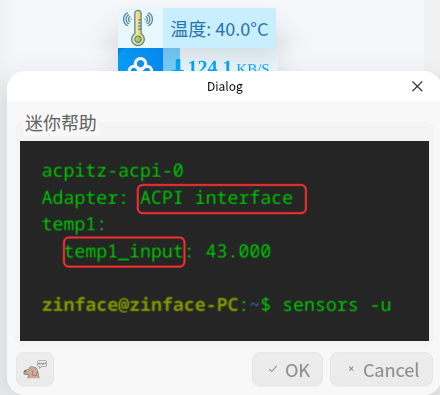 温度: 40.0°C
124.1 KB/S
Dialog
迷你帮助
acpitz-acpi-0
Adapter: ACPI interface
temp1:
temp1_input: 43.000
zinface@zinface-PC:~$ sensors -u
OK
Cancel